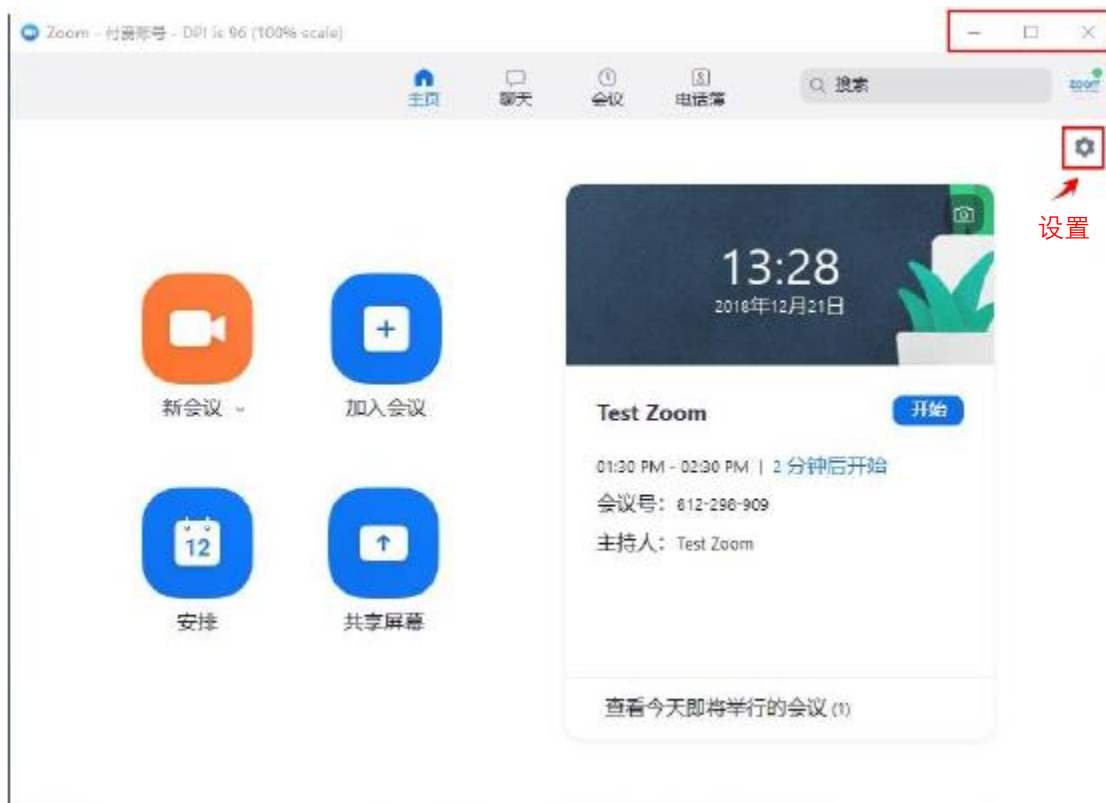 Zoom - 付费账号 - DPI is 96 (100% scale)
主页
聊天
会议
电话簿
搜索
zoom
设置
13:28
2018年12月21日
新会议
加入会议
Test Zoom
开始
01:30 PM - 02:30 PM | 2 分钟后开始
会议号: 812-298-909
主持人: Test Zoom
12
安排
共享屏幕
查看今天即将举行的会议 (1)